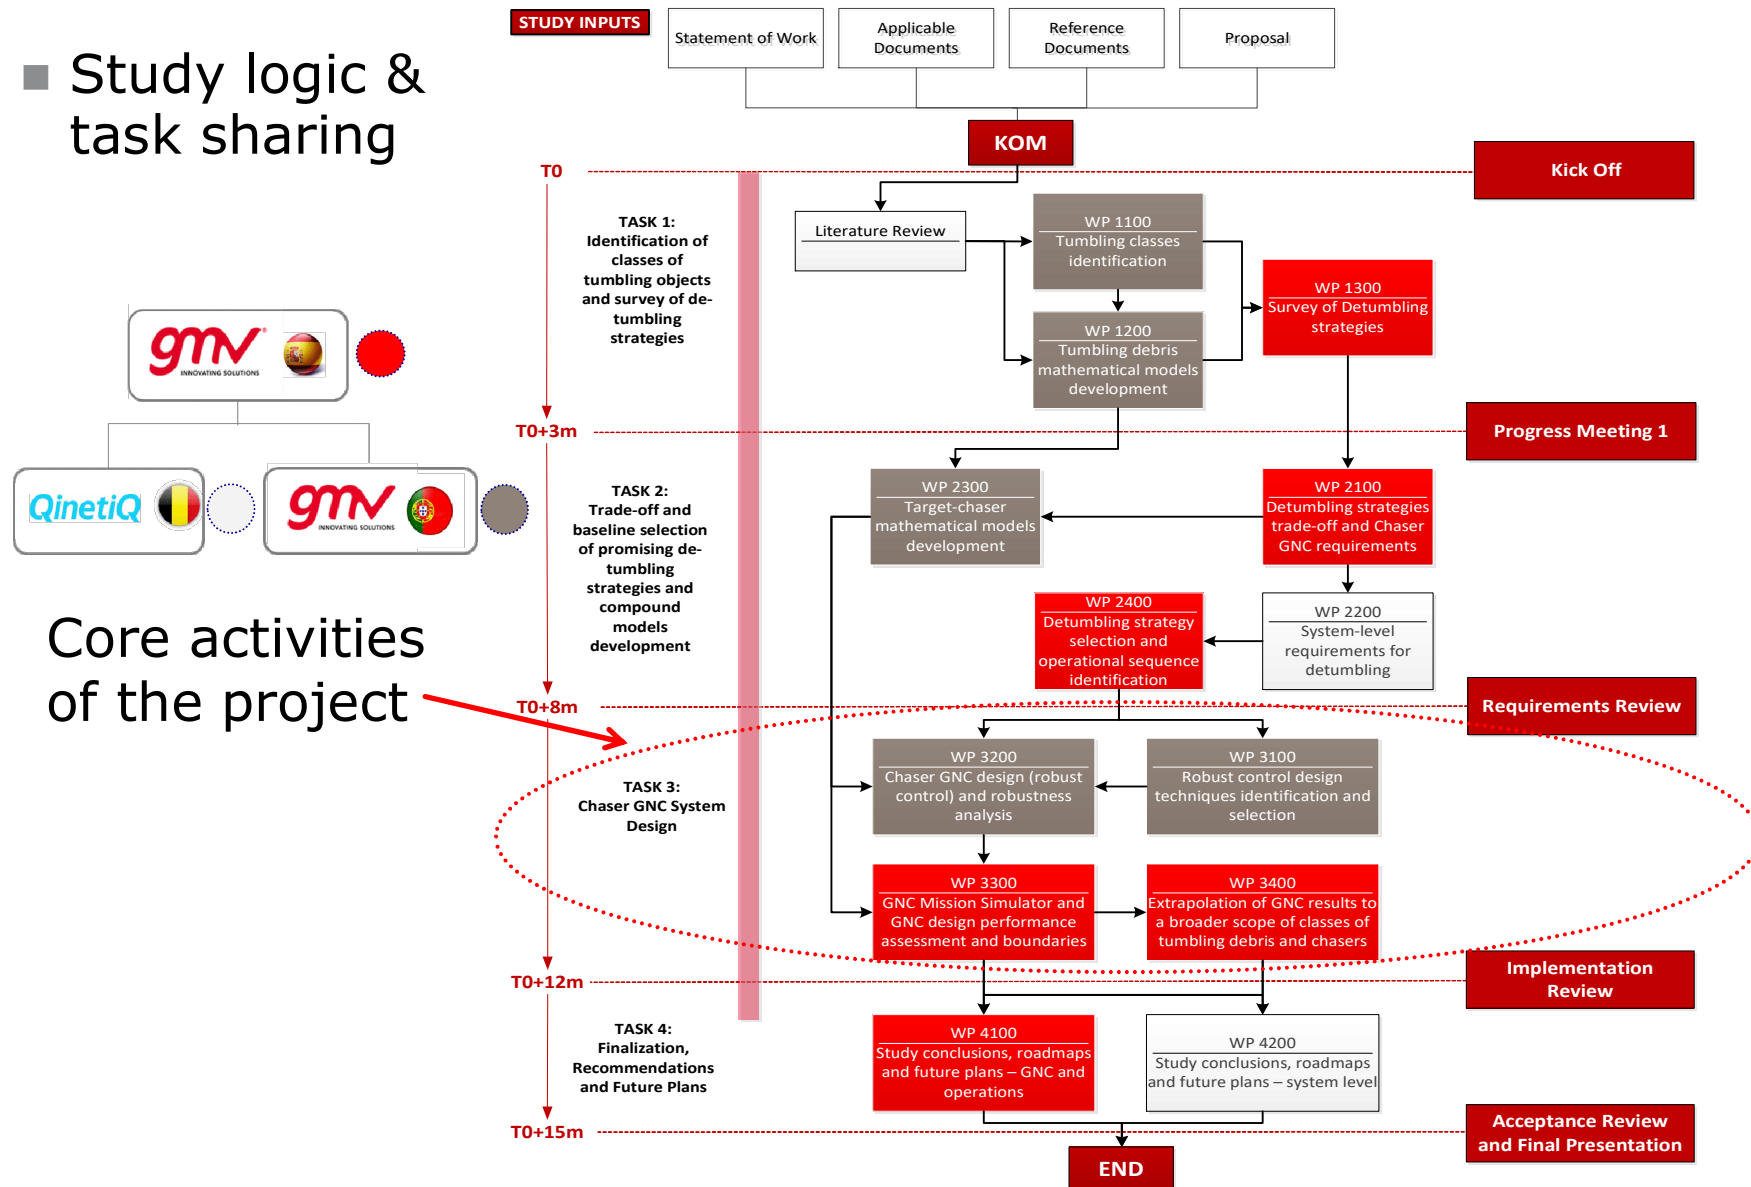 Study logic &
task sharing
STUDY INPUTS
Statement of Work
Applicable
Documents
Reference
Documents
Proposal
KOM
T0
Kick Off
TASK 1:
Identification of
classes of
tumbling objects
and survey of de-
tumbling
strategies
Literature Review
WP 1100
Tumbling classes
identification
WP 1200
Tumbling debris
mathematical models
development
WP 1300
Survey of Detumbling
strategies
gmv®
INNOVATING SOLUTIONS
QinetiQ
gmv
INNOVATING SOLUTIONS
T0+3m
Progress Meeting 1
TASK 2:
Trade-off and
baseline selection
of promising de-
tumbling
strategies and
compound
models
development
WP 2300
Target-chaser
mathematical models
development
WP 2100
Detumbling strategies
trade-off and Chaser
GNC requirements
WP 2400
Detumbling strategy
selection and
operational sequence
identification
WP 2200
System-level
requirements for
detumbling
Core activities
of the project
T0+8m
Requirements Review
TASK 3:
Chaser GNC System
Design
WP 3200
Chaser GNC design (robust
control) and robustness
analysis
WP 3100
Robust control design
techniques identification and
selection
WP 3300
GNC Mission Simulator and
GNC design performance
assessment and boundaries
WP 3400
Extrapolation of GNC results to
a broader scope of classes of
tumbling debris and chasers
T0+12m
Implementation
Review
TASK 4:
Finalization,
Recommendations
and Future Plans
WP 4100
Study conclusions, roadmaps
and future plans – GNC and
operations
WP 4200
Study conclusions, roadmaps
and future plans – system level
T0+15m
Acceptance Review
and Final Presentation
END